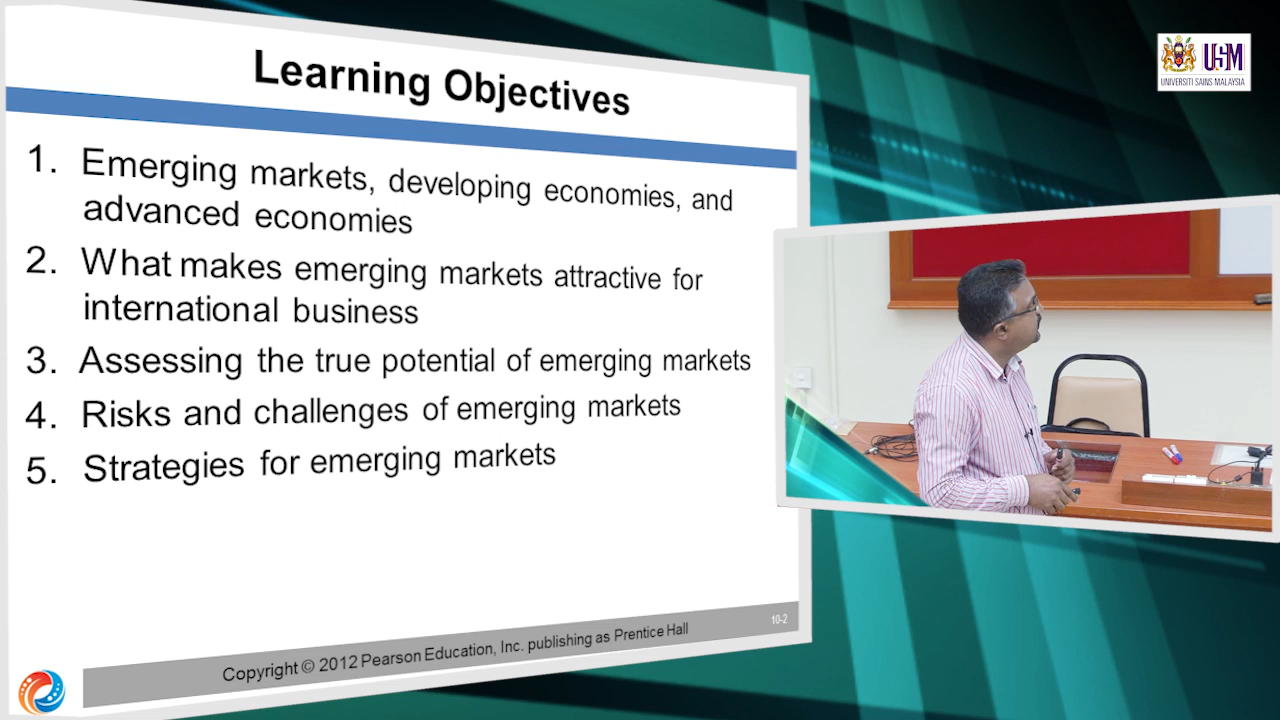 Learning Objectives
1. Emerging markets, developing economies, and
advanced economies
2. What makes emerging markets attractive for
international business
3. Assessing the true potential of emerging markets
4. Risks and challenges of emerging markets
5. Strategies for emerging markets
Copyright © 2012 Pearson Education, Inc. publishing as Prentice Hall
10-2
USM
UNIVERSITI SAINS MALAYSIA